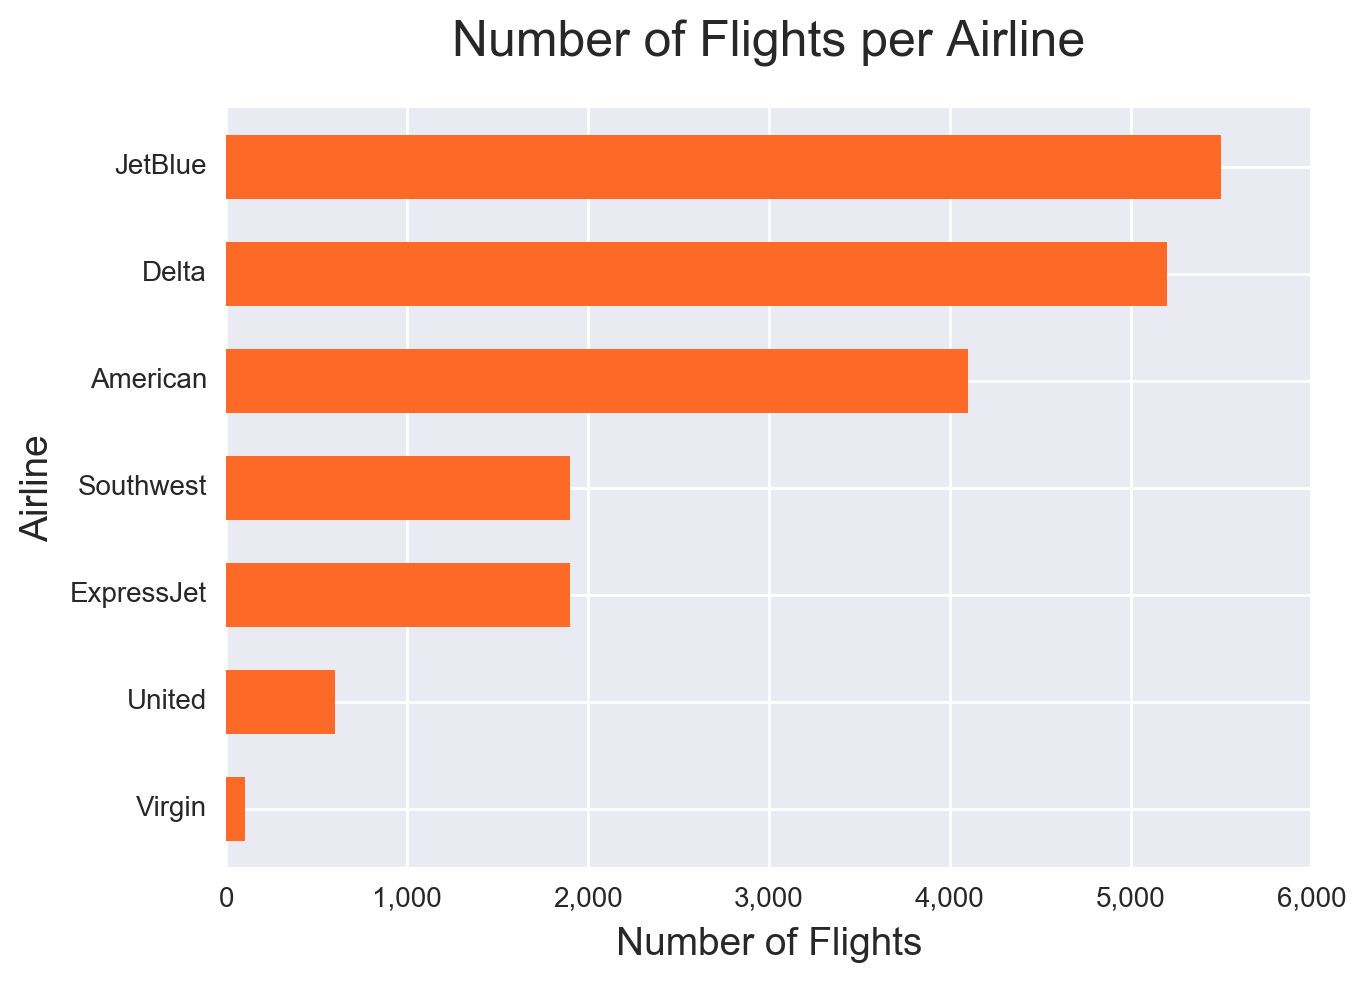 Number of Flights per Airline
JetBlue
Delta
American
Southwest
ExpressJet
United
Virgin
Airline
0 1,000 2,000 3,000 4,000 5,000 6,000
Number of Flights